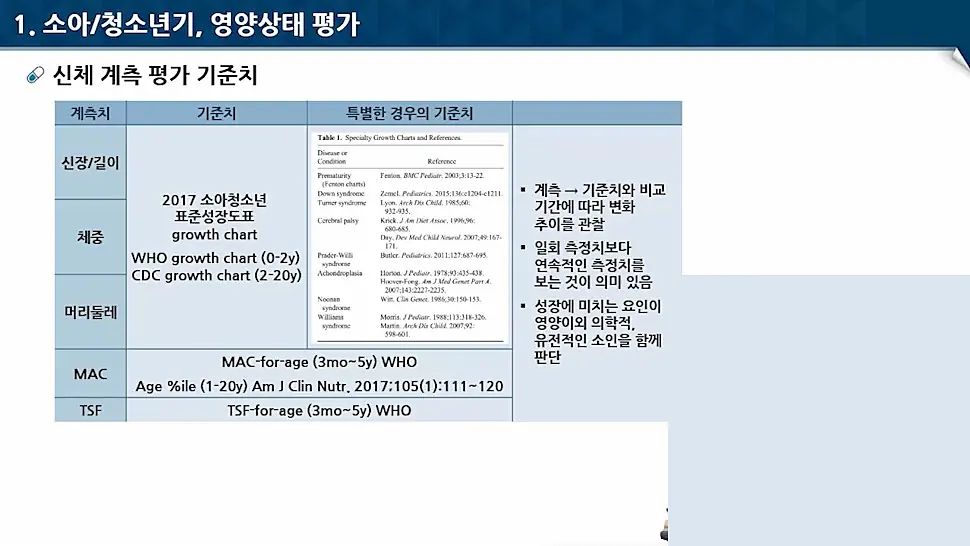 1. 소아/청소년기, 영양상태 평가
신체 계측 평가 기준치
계측치
기준치
특별한 경우의 기준치
신장/길이
체중
머리둘레
2017 소아청소년
표준성장도표
growth chart
WHO growth chart (0-2y)
CDC growth chart (2-20y)
Table 1. Specialty Growth Charts and References.
Disease or
Condition
Reference
Prematurity
(Fenton charts)
Fenton. BMC Pediatr. 2003;3:13-22.
Down syndrome
Zemel. Pediatrics. 2015;136:e1204-e1211.
Turner syndrome
Lyon. Arch Dis Child. 1985;60:
932-935.
Cerebral palsy
Krick. J Am Diet Assoc. 1996;96:
680-685.
Day. Dev Med Child Neurol. 2007;49:167-
171.
Prader-Willi
syndrome
Butler. Pediatrics. 2011;127:687-695.
Achondroplasia
Horton. J Pediatr. 1978;93:435-438.
Hoover-Fong. Am J Med Genet Part A.
2007;143:2227-2235.
Noonan
syndrome
Witt. Clin Genet. 1986;30:150-153.
Williams
syndrome
Morris. J Pediatr. 1988;113:318-326.
Martin. Arch Dis Child. 2007;92:
598-601.
▪ 계측 → 기준치와 비교
기간에 따라 변화
추이를 관찰
▪ 일회 측정치보다
연속적인 측정치를
보는 것이 의미 있음
▪ 성장에 미치는 요인이
영양이외 의학적,
유전적인 소인을 함께
판단
MAC
MAC-for-age (3mo~5y) WHO
Age %ile (1-20y) Am J Clin Nutr. 2017;105(1):111~120
TSF
TSF-for-age (3mo~5y) WHO